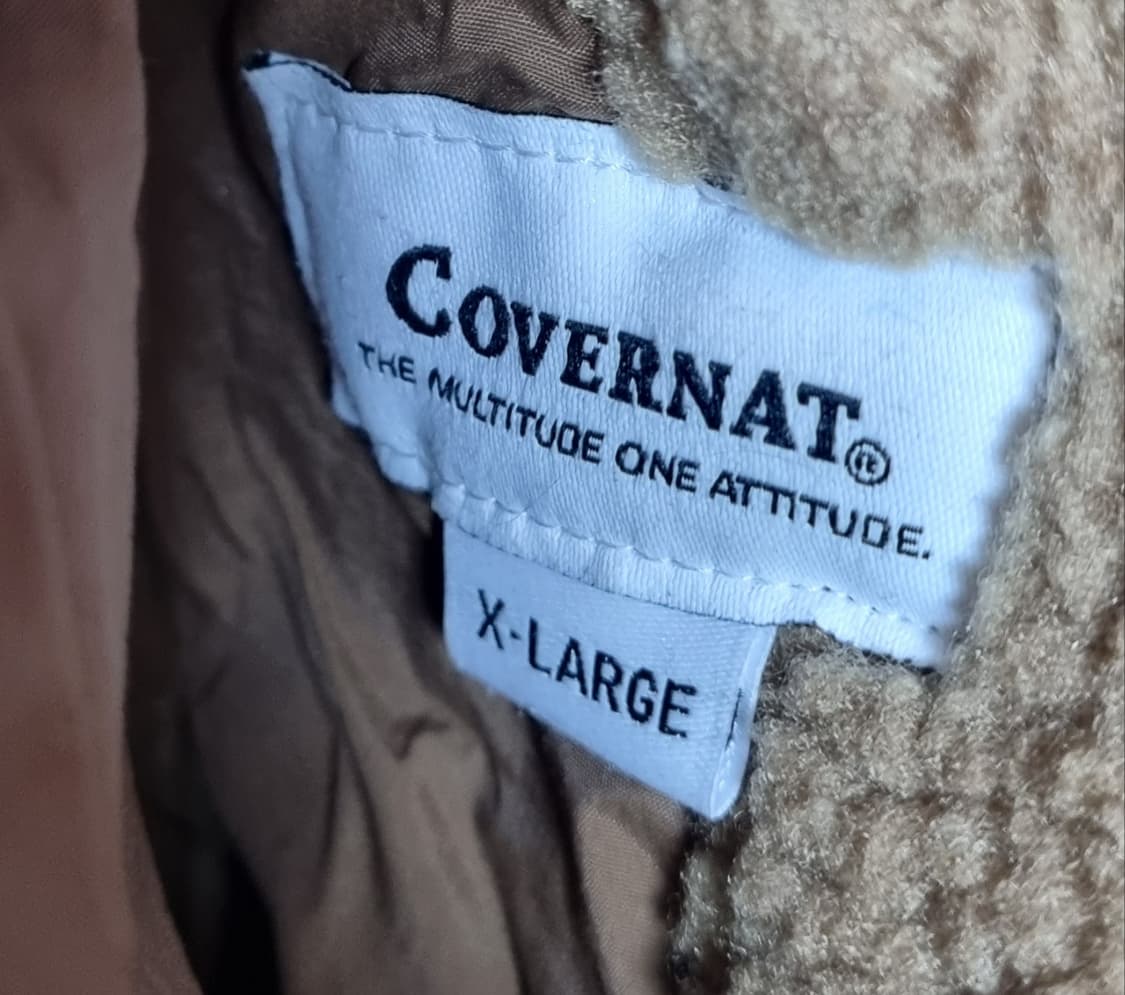 COVERNAT®
THE MULTITUDE ONE ATTITUDE.
X-LARGE